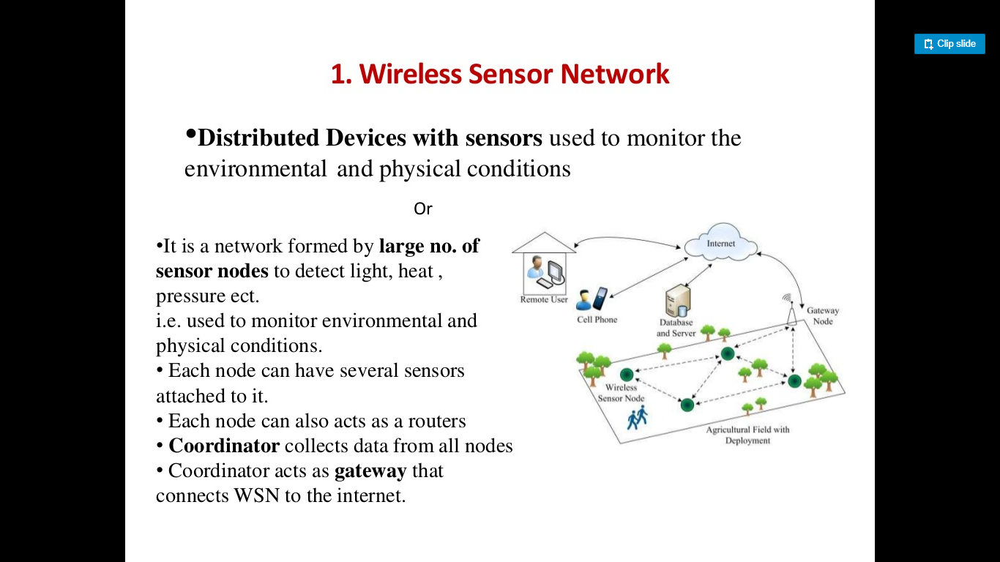 Clip slide
1. Wireless Sensor Network
•Distributed Devices with sensors used to monitor the
environmental and physical conditions
Or
•It is a network formed by large no. of
sensor nodes to detect light, heat ,
pressure ect.
i.e. used to monitor environmental and
physical conditions.
• Each node can have several sensors
attached to it.
• Each node can also acts as a routers
• Coordinator collects data from all nodes
• Coordinator acts as gateway that
connects WSN to the internet.
Internet
Remote User
Cell Phone
Database
and Server
Gateway
Node
Wireless
Sensor Node
Agricultural Field with
Deployment